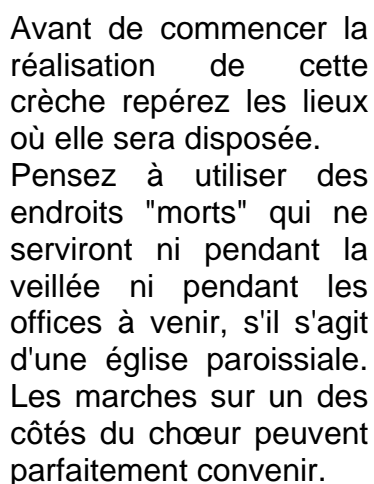 Avant de commencer la
réalisation de cette
crèche repérez les lieux
où elle sera disposée.
Pensez à utiliser des
endroits "morts" qui ne
serviront ni pendant la
veillée ni pendant les
offices à venir, s'il s'agit
d'une église paroissiale.
Les marches sur un des
côtés du chœur peuvent
parfaitement convenir.